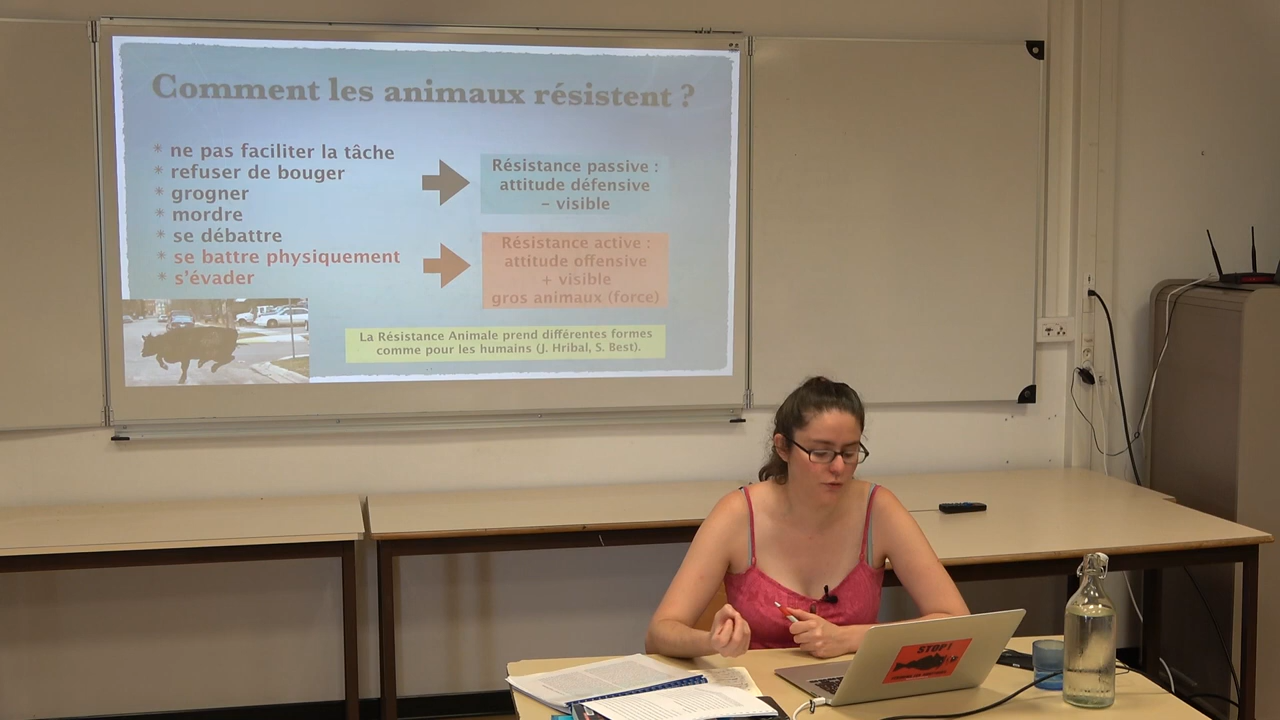 Comment les animaux résistent ?
* ne pas faciliter la tâche
* refuser de bouger
* grogner
* mordre
* se débattre
* se battre physiquement
* s'évader
Résistance passive :
attitude défensive
– visible
Résistance active :
attitude offensive
+ visible
gros animaux (force)
La Résistance Animale prend différentes formes
comme pour les humains (J. Hribal, S. Best).
STOP!